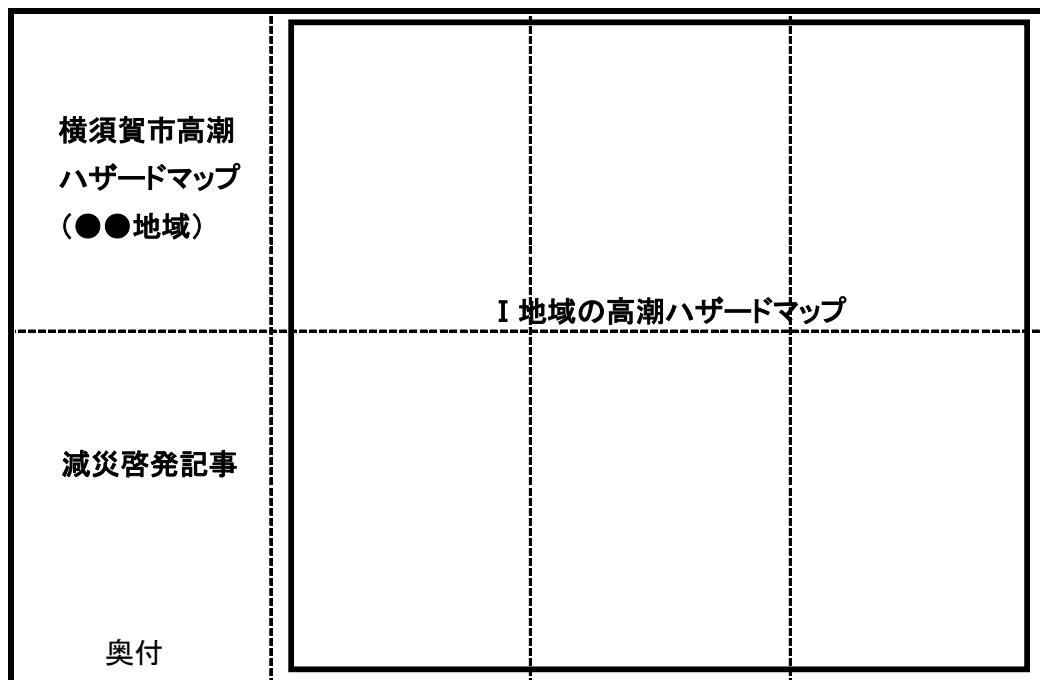 横須賀市高潮
ハザードマップ
（●●地域）
Ⅰ 地域の高潮ハザードマップ
減災啓発記事
奥付